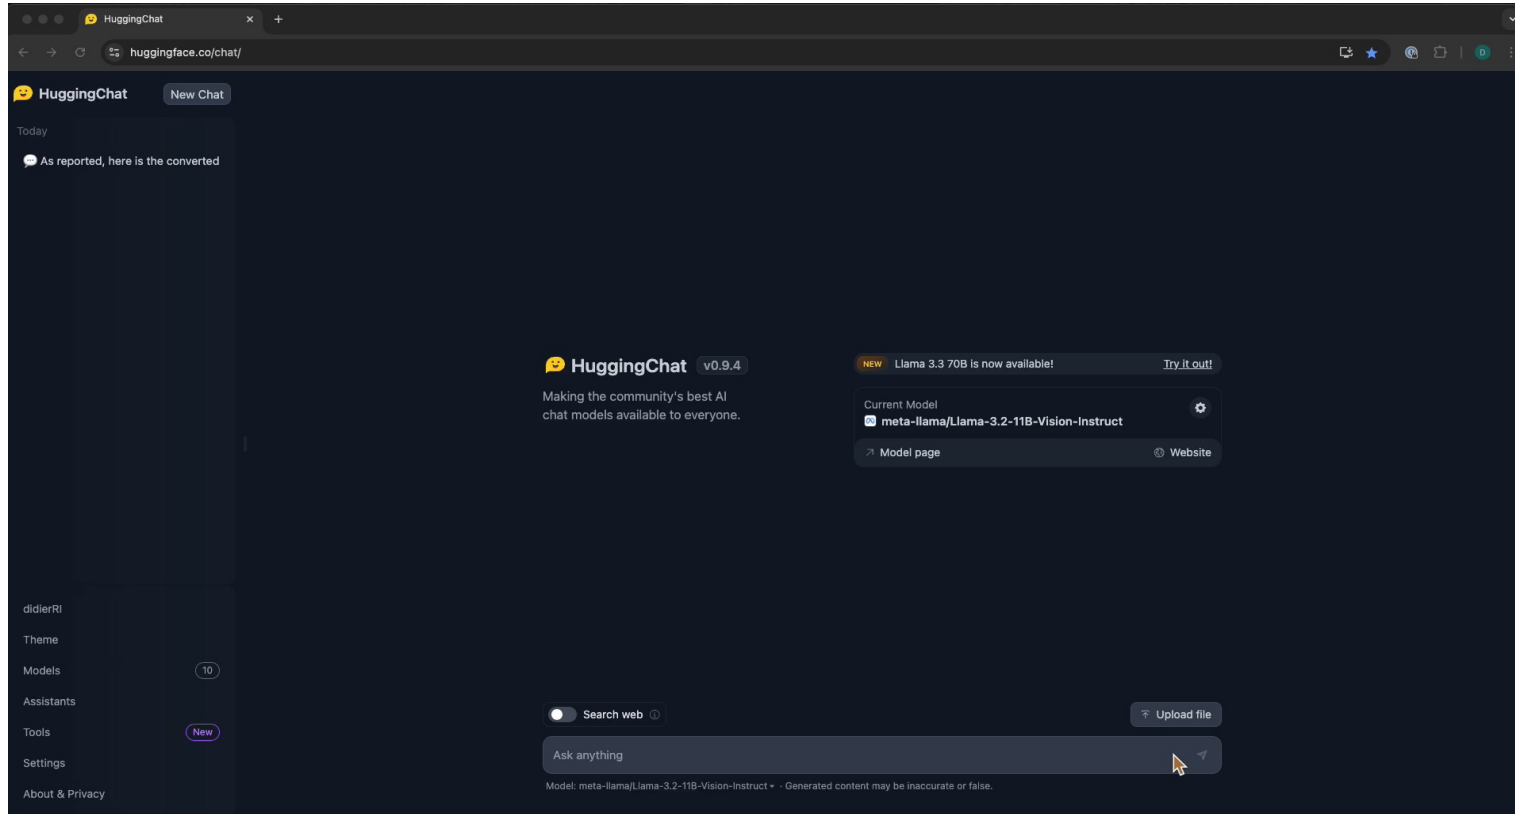 HuggingChat
huggingface.co/chat/
D
HuggingChat
New Chat
Today
As reported, here is the converted
HuggingChat v0.9.4
Making the community's best AI
chat models available to everyone.
NEW Llama 3.3 70B is now available! Try it out!
Current Model
meta-llama/Llama-3.2-11B-Vision-Instruct
Model page Website
didierRI
Theme
Models 10
Assistants
Tools New
Settings
About & Privacy
Search web
Upload file
Ask anything
Model: meta-llama/Llama-3.2-11B-Vision-Instruct · Generated content may be inaccurate or false.